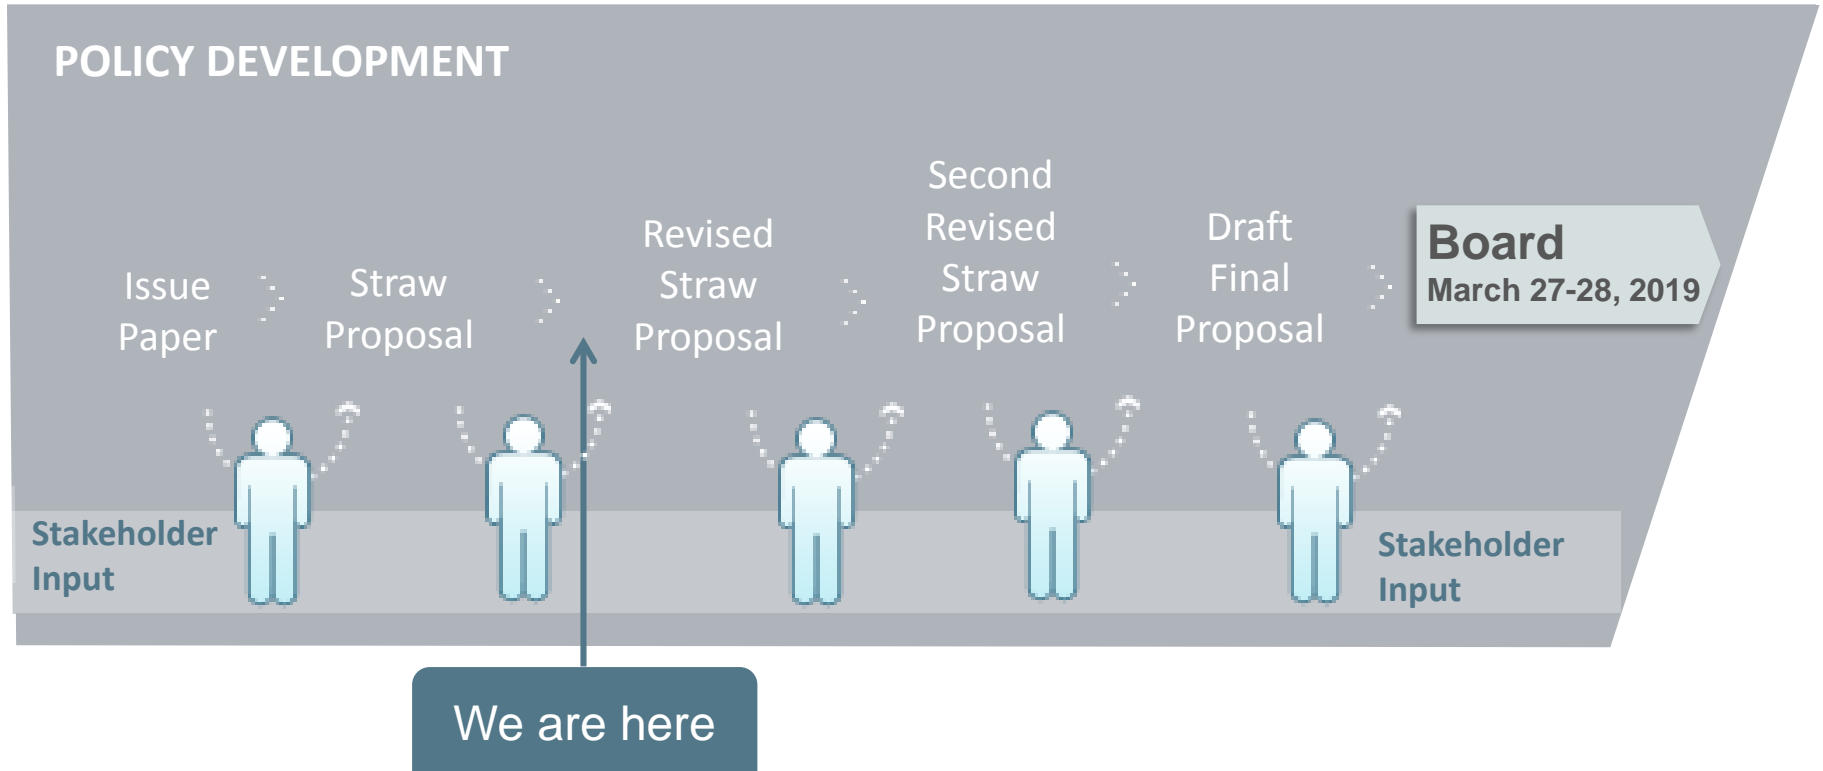 POLICY DEVELOPMENT
Issue
Paper
Straw
Proposal
Revised
Straw
Proposal
Second
Revised
Straw
Proposal
Draft
Final
Proposal
Board
March 27-28, 2019
Stakeholder
Input
Stakeholder
Input
We are here